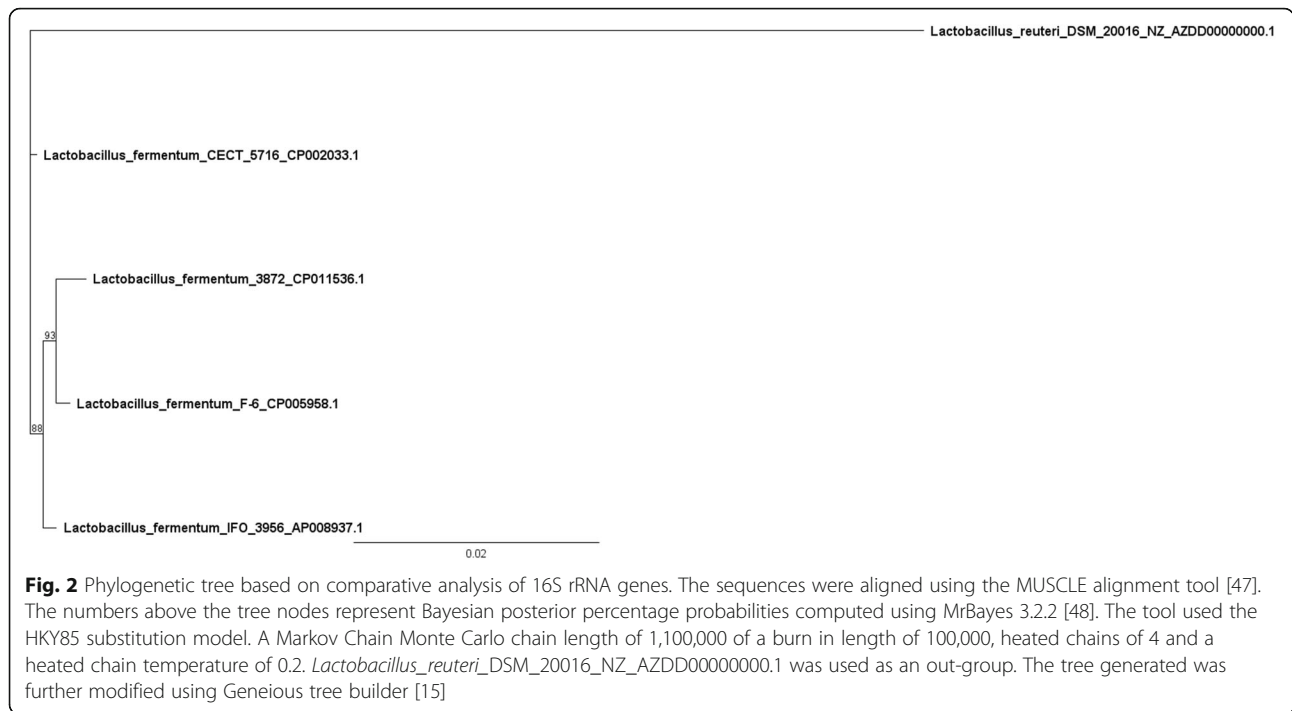 Lactobacillus_reuteri_DSM_20016_NZ_AZDD00000000.1
Lactobacillus_fermentum_CECT_5716_CP002033.1
Lactobacillus_fermentum_3872_CP011536.1
93
Lactobacillus_fermentum_F-6_CP005958.1
88
Lactobacillus_fermentum_IFO_3956_AP008937.1
0.02
Fig. 2 Phylogenetic tree based on comparative analysis of 16S rRNA genes. The sequences were aligned using the MUSCLE alignment tool [47].
The numbers above the tree nodes represent Bayesian posterior percentage probabilities computed using MrBayes 3.2.2 [48]. The tool used the
HKY85 substitution model. A Markov Chain Monte Carlo chain length of 1,100,000 of a burn in length of 100,000, heated chains of 4 and a
heated chain temperature of 0.2. Lactobacillus_reuteri_DSM_20016_NZ_AZDD00000000.1 was used as an out-group. The tree generated was
further modified using Geneious tree builder [15]